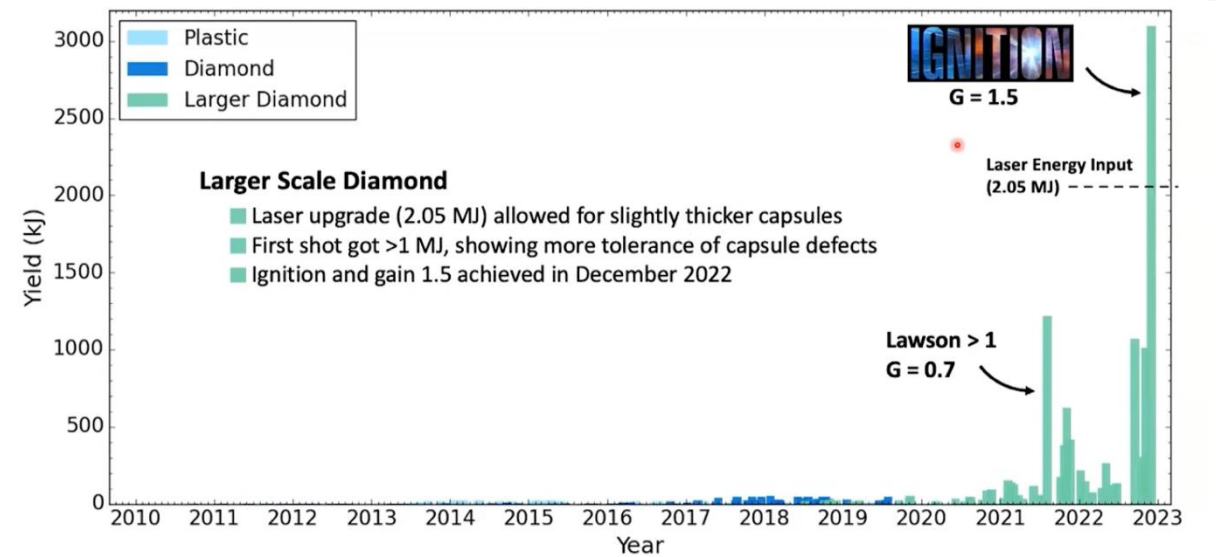 3000
2500
2000
1500
1000
500
0
Yield (kJ)
Plastic
Diamond
Larger Diamond
IGNITION
G = 1.5
Laser Energy Input
(2.05 MJ)
Larger Scale Diamond
Laser upgrade (2.05 MJ) allowed for slightly thicker capsules
First shot got >1 MJ, showing more tolerance of capsule defects
Ignition and gain 1.5 achieved in December 2022
Lawson > 1
G = 0.7
2010 2011 2012 2013 2014 2015 2016 2017 2018 2019 2020 2021 2022 2023
Year